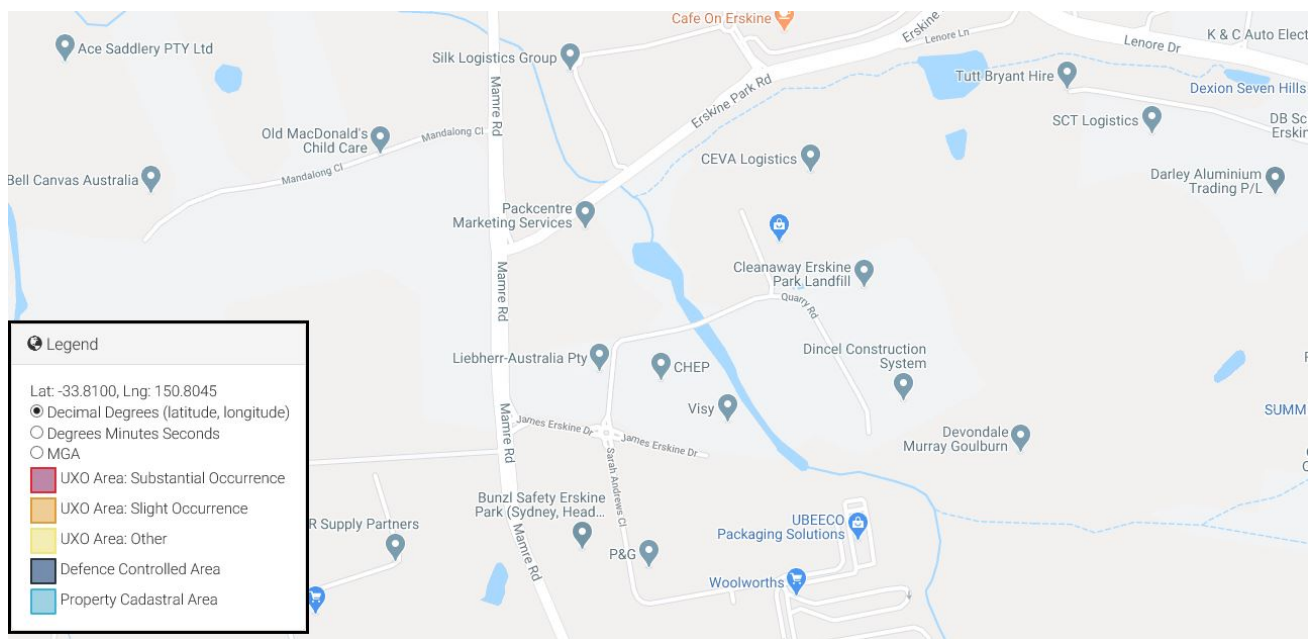 Cafe On Erskine
Ace Saddlery PTY Ltd
Silk Logistics Group
Mamre Rd
Erskine Park Rd
Lenore Ln
Lenore Dr
K & C Auto Elect
Tutt Bryant Hire
Dexion Seven Hills
Old MacDonald's
Child Care
Mandalong Cl
Mandalong Cl
SCT Logistics
DB Sc
Erskin
Bell Canvas Australia
CEVA Logistics
Darley Aluminium
Trading P/L
Packcentre
Marketing Services
Mamre Rd
Cleanaway Erskine
Park Landfill
Quarry Rd
Legend
Lat: -33.8100, Lng: 150.8045
Decimal Degrees (latitude, longitude)
Degrees Minutes Seconds
MGA
UXO Area: Substantial Occurrence
UXO Area: Slight Occurrence
UXO Area: Other
Defence Controlled Area
Property Cadastral Area
Liebherr-Australia Pty
CHEP
Dincel Construction
System
Visy
SUMM
Mamre Rd
James Erskine Dr
James Erskine Dr
Devondale
Murray Goulburn
Sarah Andrews Cl
Bunzl Safety Erskine
Park (Sydney, Head...
R Supply Partners
Mamre Rd
UBEECO
Packaging Solutions
P&G
Woolworths